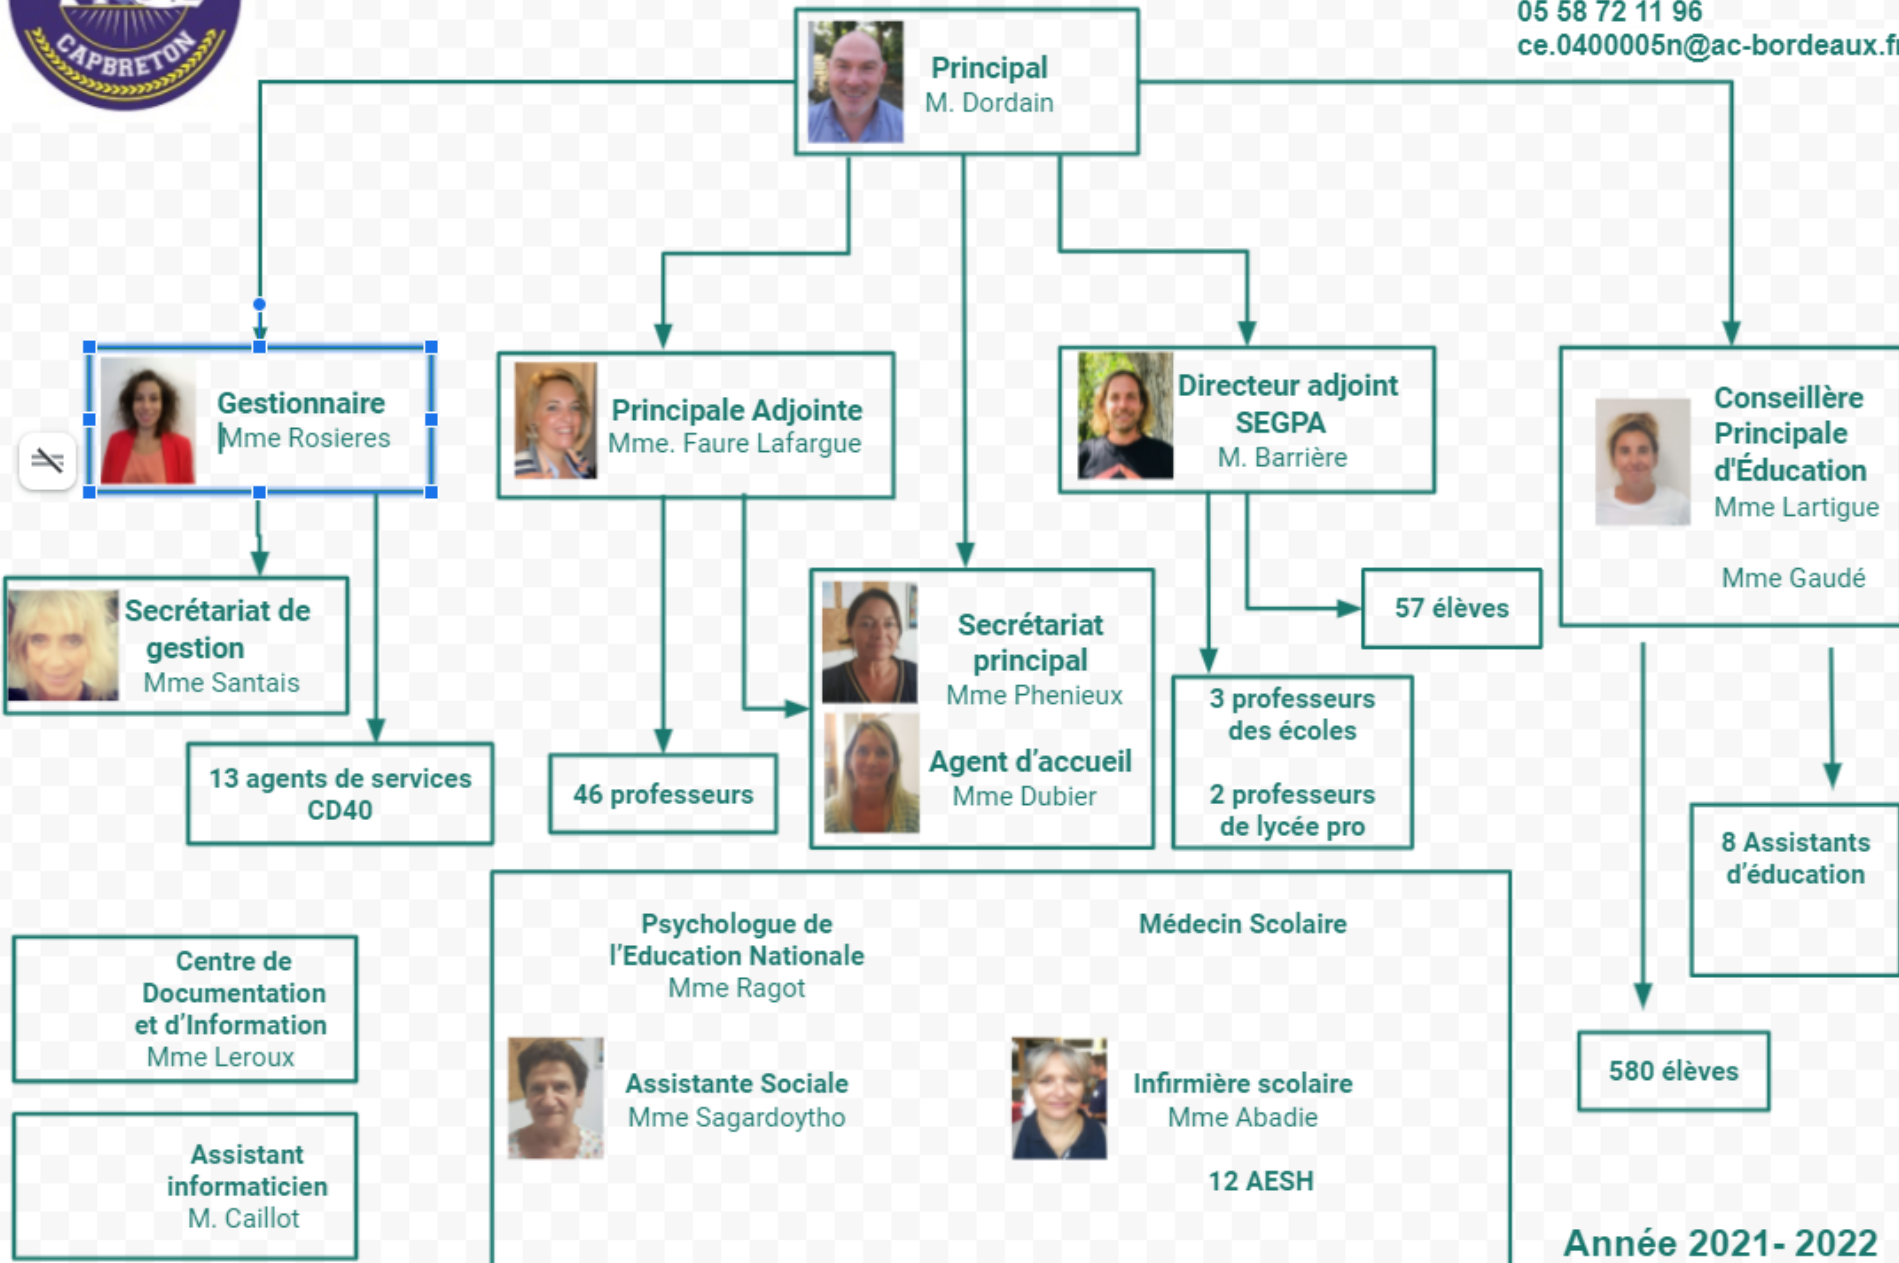 CAPBRETON
05 58 72 11 96
ce.0400005n@ac-bordeaux.fr
Principal
M. Dordain
Gestionnaire
Mme Rosieres
Principale Adjointe
Mme. Faure Lafargue
Directeur adjoint
SEGPA
M. Barrière
Conseillère
Principale
d'Éducation
Mme Lartigue
Mme Gaudé
Secrétariat de
gestion
Mme Santais
13 agents de services
CD40
46 professeurs
Secrétariat
principal
Mme Phenieux
Agent d’accueil
Mme Dubier
57 élèves
3 professeurs
des écoles
2 professeurs
de lycée pro
8 Assistants
d’éducation
580 élèves
Centre de
Documentation
et d’Information
Mme Leroux
Assistant
informaticien
M. Caillot
Psychologue de
l’Education Nationale
Mme Ragot
Médecin Scolaire
Assistante Sociale
Mme Sagardoytho
Infirmière scolaire
Mme Abadie
12 AESH
Année 2021- 2022